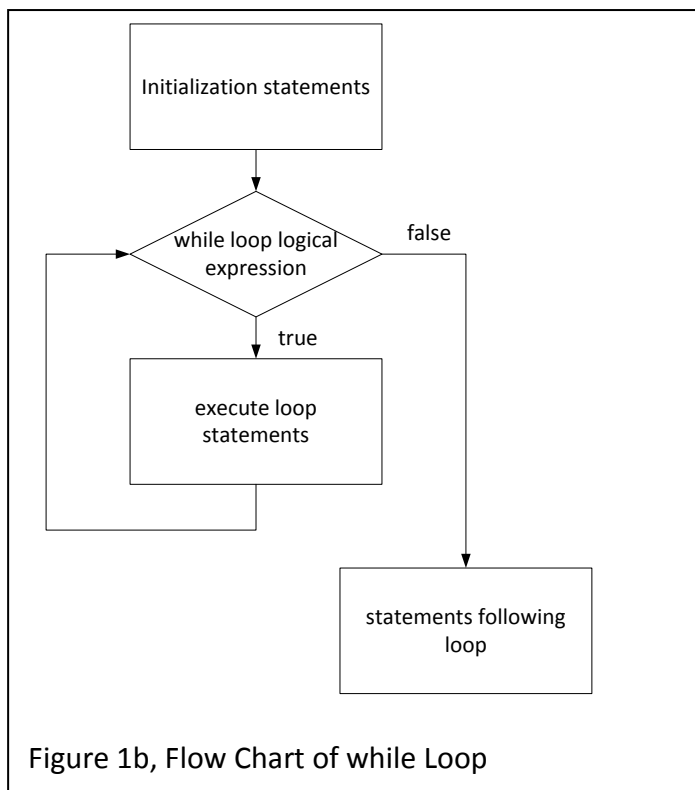 Initialization statements
while loop logical
expression
false
true
execute loop
statements
statements following
loop
Figure 1b, Flow Chart of while Loop